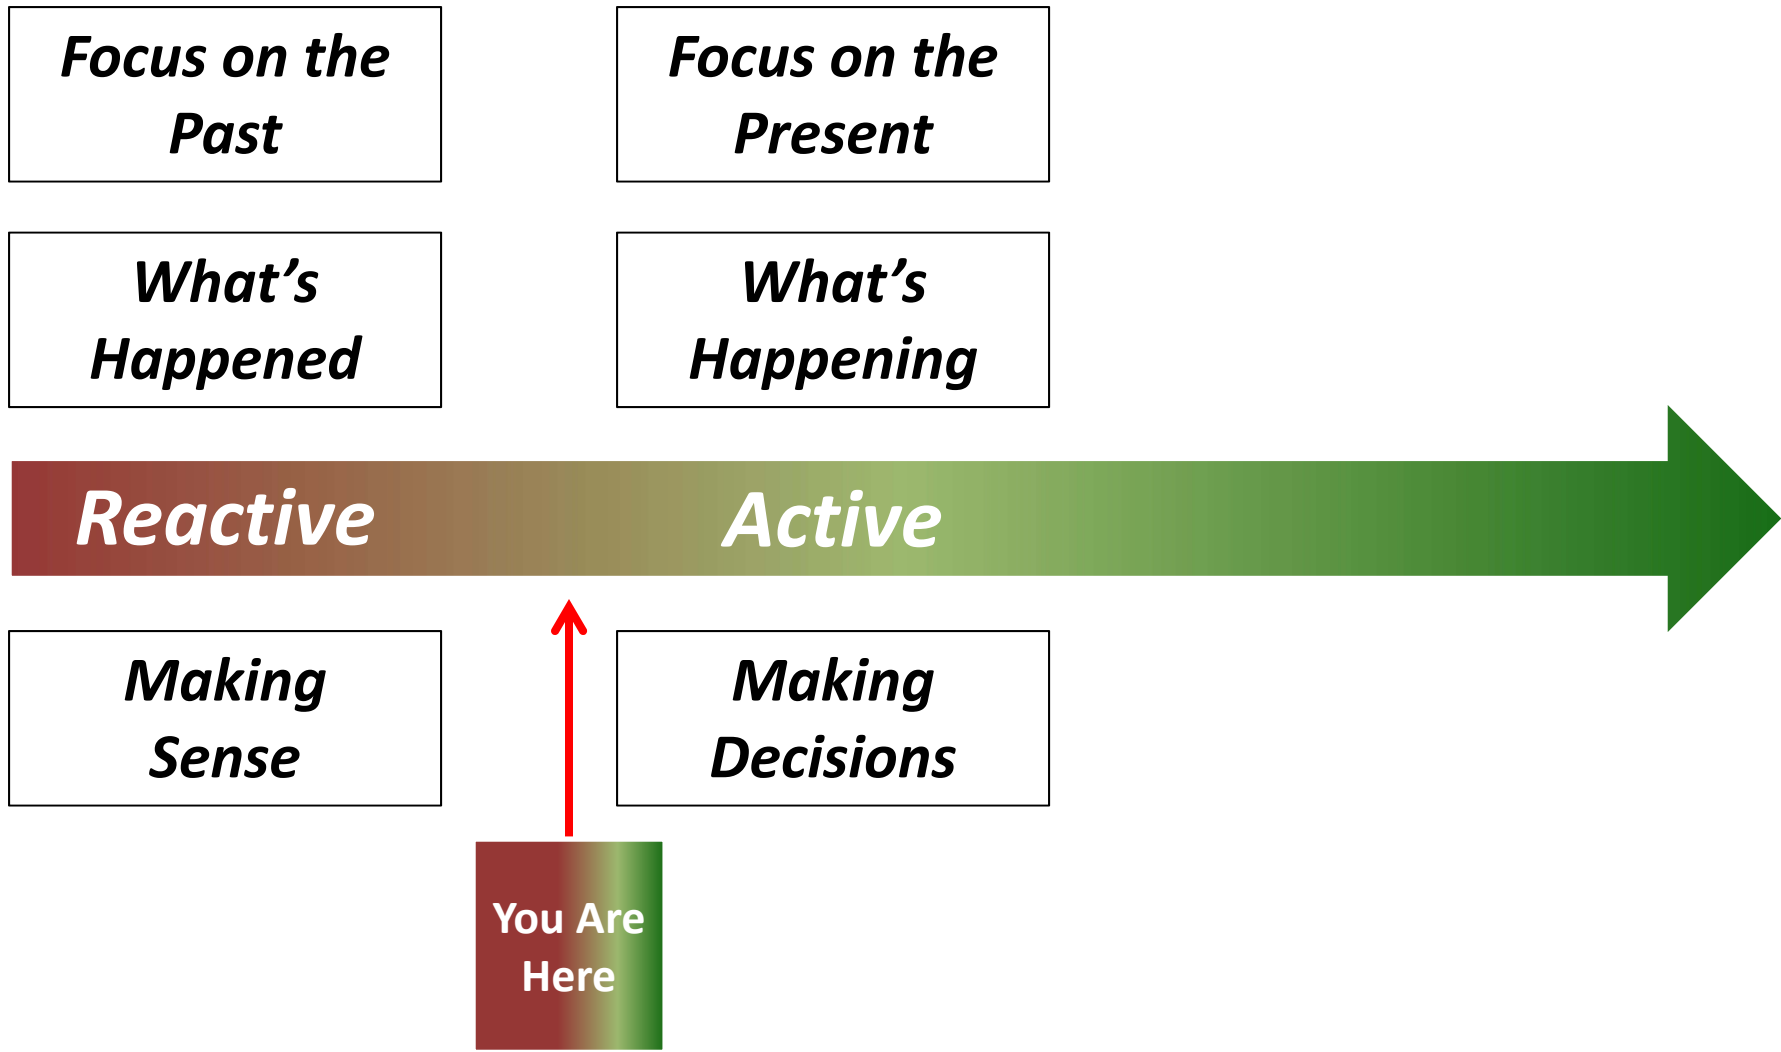 Focus on the
Past
Focus on the
Present
What’s
Happened
What’s
Happening
Reactive
Active
Making
Sense
Making
Decisions
You Are
Here